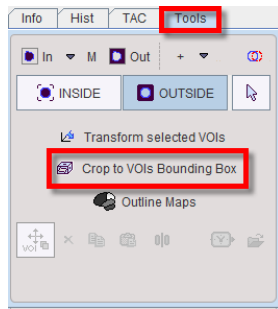 Info Hist TAC Tools
In M Out +
INSIDE OUTSIDE
Transform selected VOIs
Crop to VOIs Bounding Box
Outline Maps
VOI